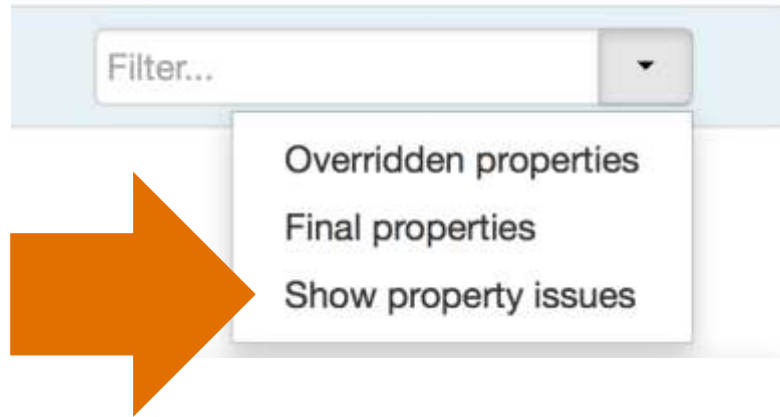 Filter...
Overridden properties
Final properties
Show property issues